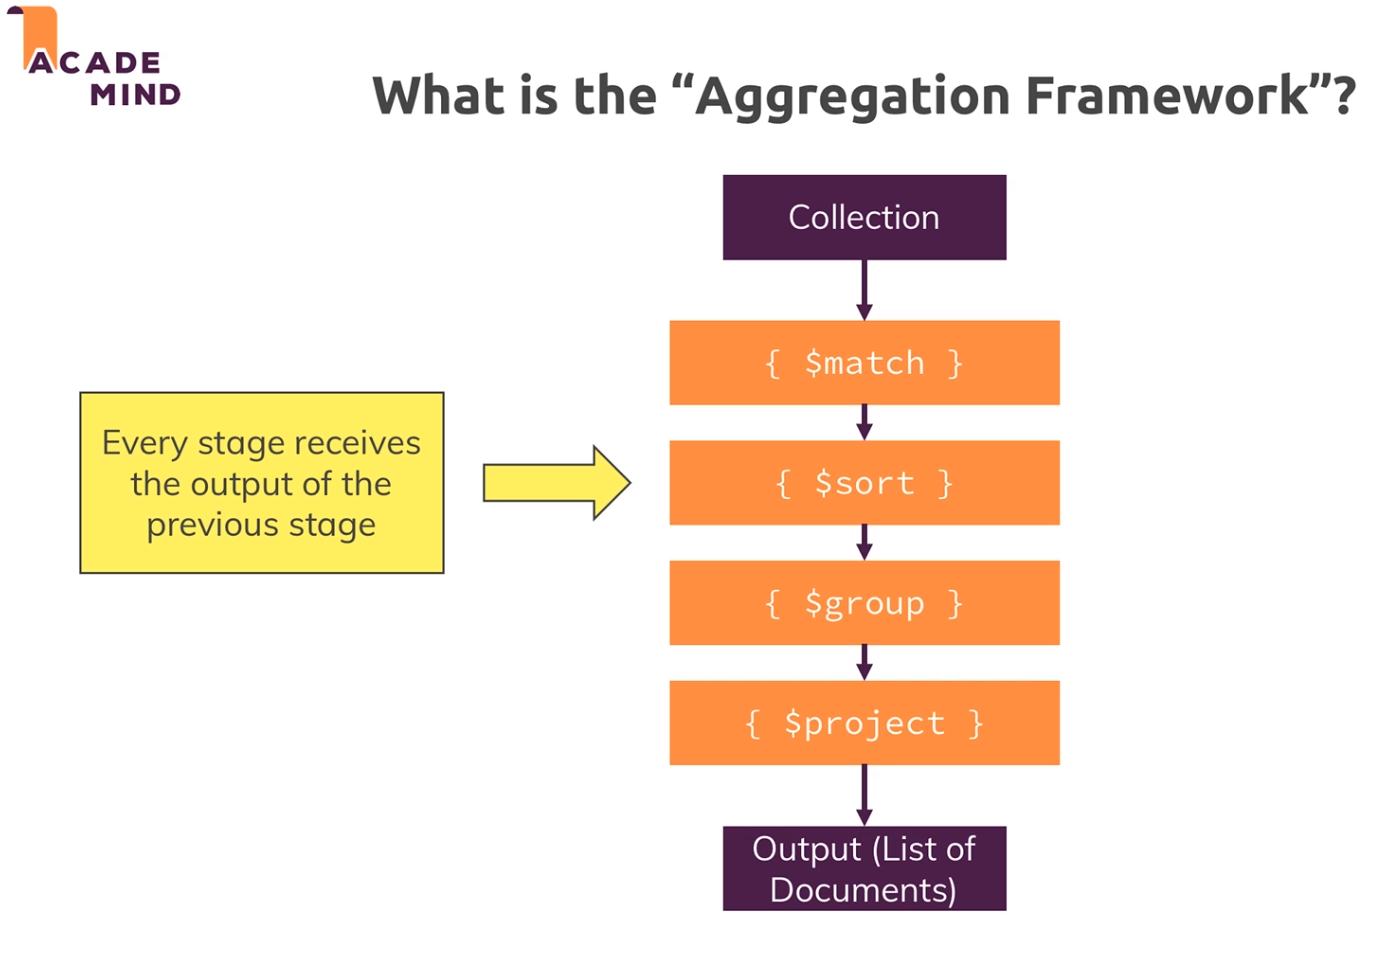 ACADE
MIND
What is the “Aggregation Framework”?
Collection
{ $match }
Every stage receives
the output of the
previous stage
{ $sort }
{ $group }
{ $project }
Output (List of
Documents)